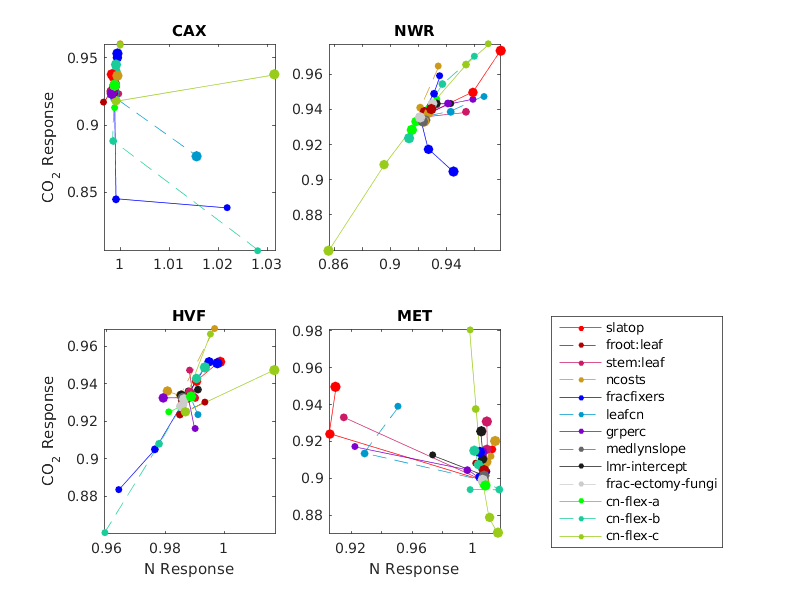 CAX
NWR
0.95
0.9
0.85
CO2 Response
1
1.01
1.02
1.03
0.96
0.94
0.92
0.9
0.88
0.86
0.9
0.94
HVF
MET
0.96
0.94
0.92
0.9
0.88
CO2 Response
0.96
0.98
1
N Response
0.98
0.96
0.94
0.92
0.9
0.88
0.92
0.96
1
N Response
slatop
froot:leaf
stem:leaf
ncosts
fracfixers
leafcn
grperc
medlynslope
lmr-intercept
frac-ectomy-fungi
cn-flex-a
cn-flex-b
cn-flex-c